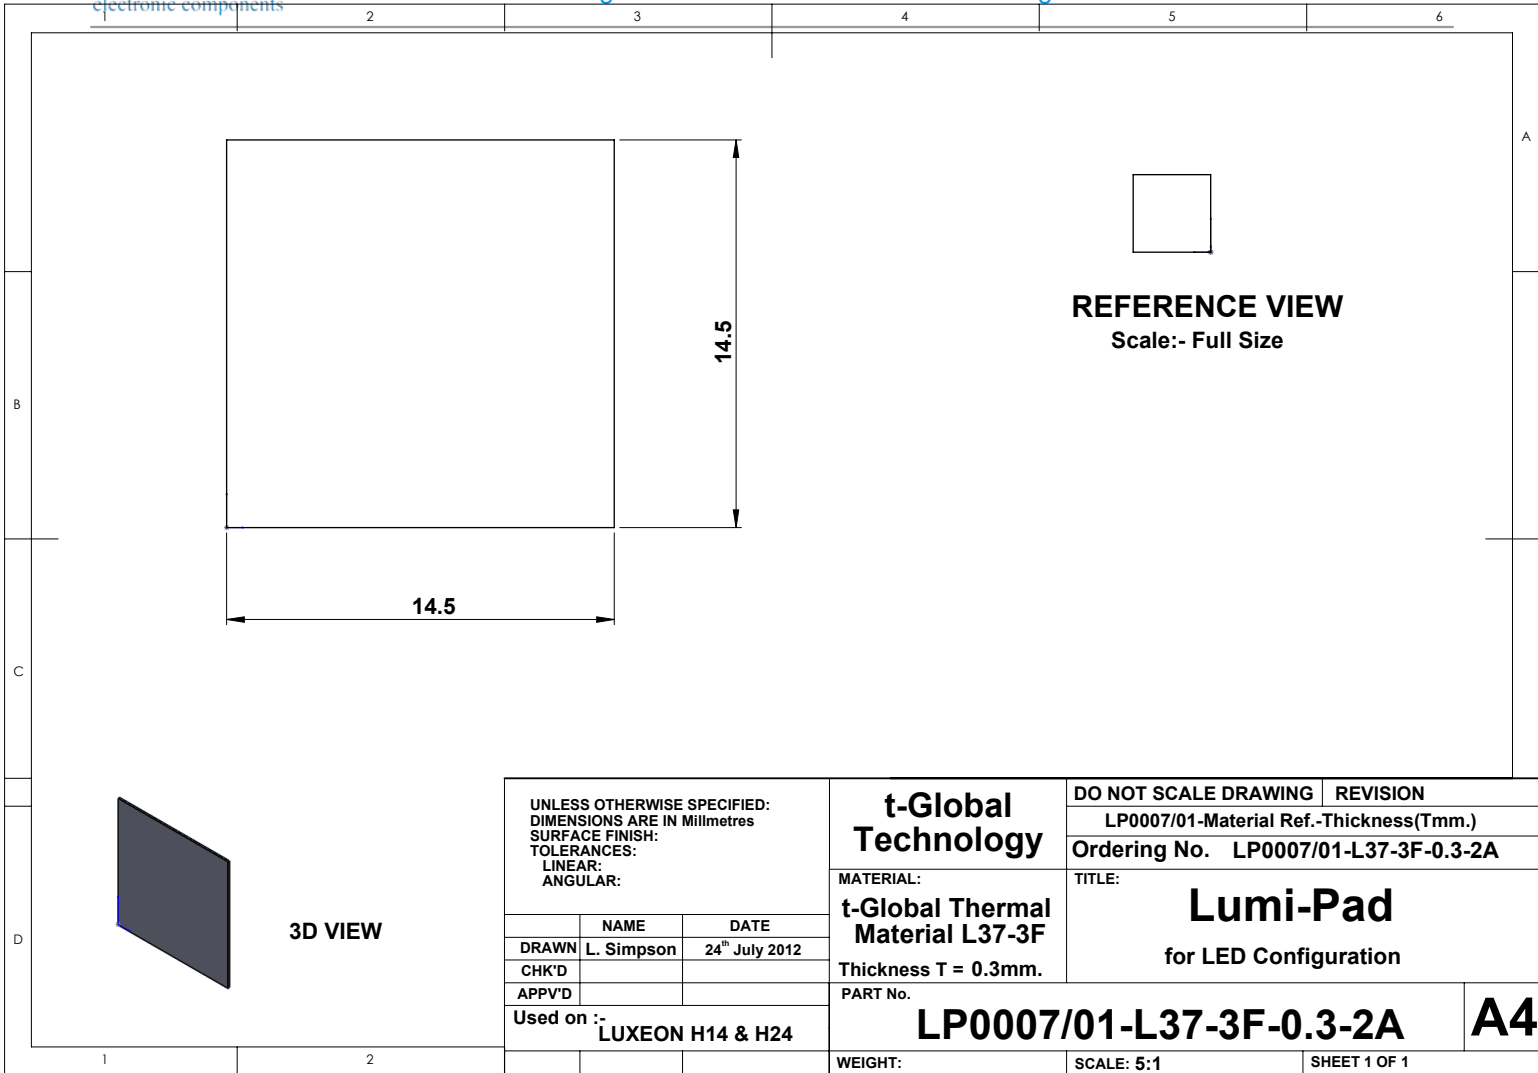 electronic components
1 2 3 4 5 6
A
14.5
REFERENCE VIEW
Scale:- Full Size
B
14.5
C
D
3D VIEW
UNLESS OTHERWISE SPECIFIED:
DIMENSIONS ARE IN Millmetres
SURFACE FINISH:
TOLERANCES:
LINEAR:
ANGULAR:
NAME DATE
DRAWN L. Simpson 24th July 2012
CHK'D
APPV'D
Used on :-
LUXEON H14 & H24
t-Global
Technology
MATERIAL:
t-Global Thermal
Material L37-3F
Thickness T = 0.3mm.
DO NOT SCALE DRAWING REVISION
LP0007/01-Material Ref.-Thickness(Tmm.)
Ordering No. LP0007/01-L37-3F-0.3-2A
TITLE:
Lumi-Pad
for LED Configuration
PART No.
LP0007/01-L37-3F-0.3-2A
A4
WEIGHT:
SCALE: 5:1
SHEET 1 OF 1
1 2